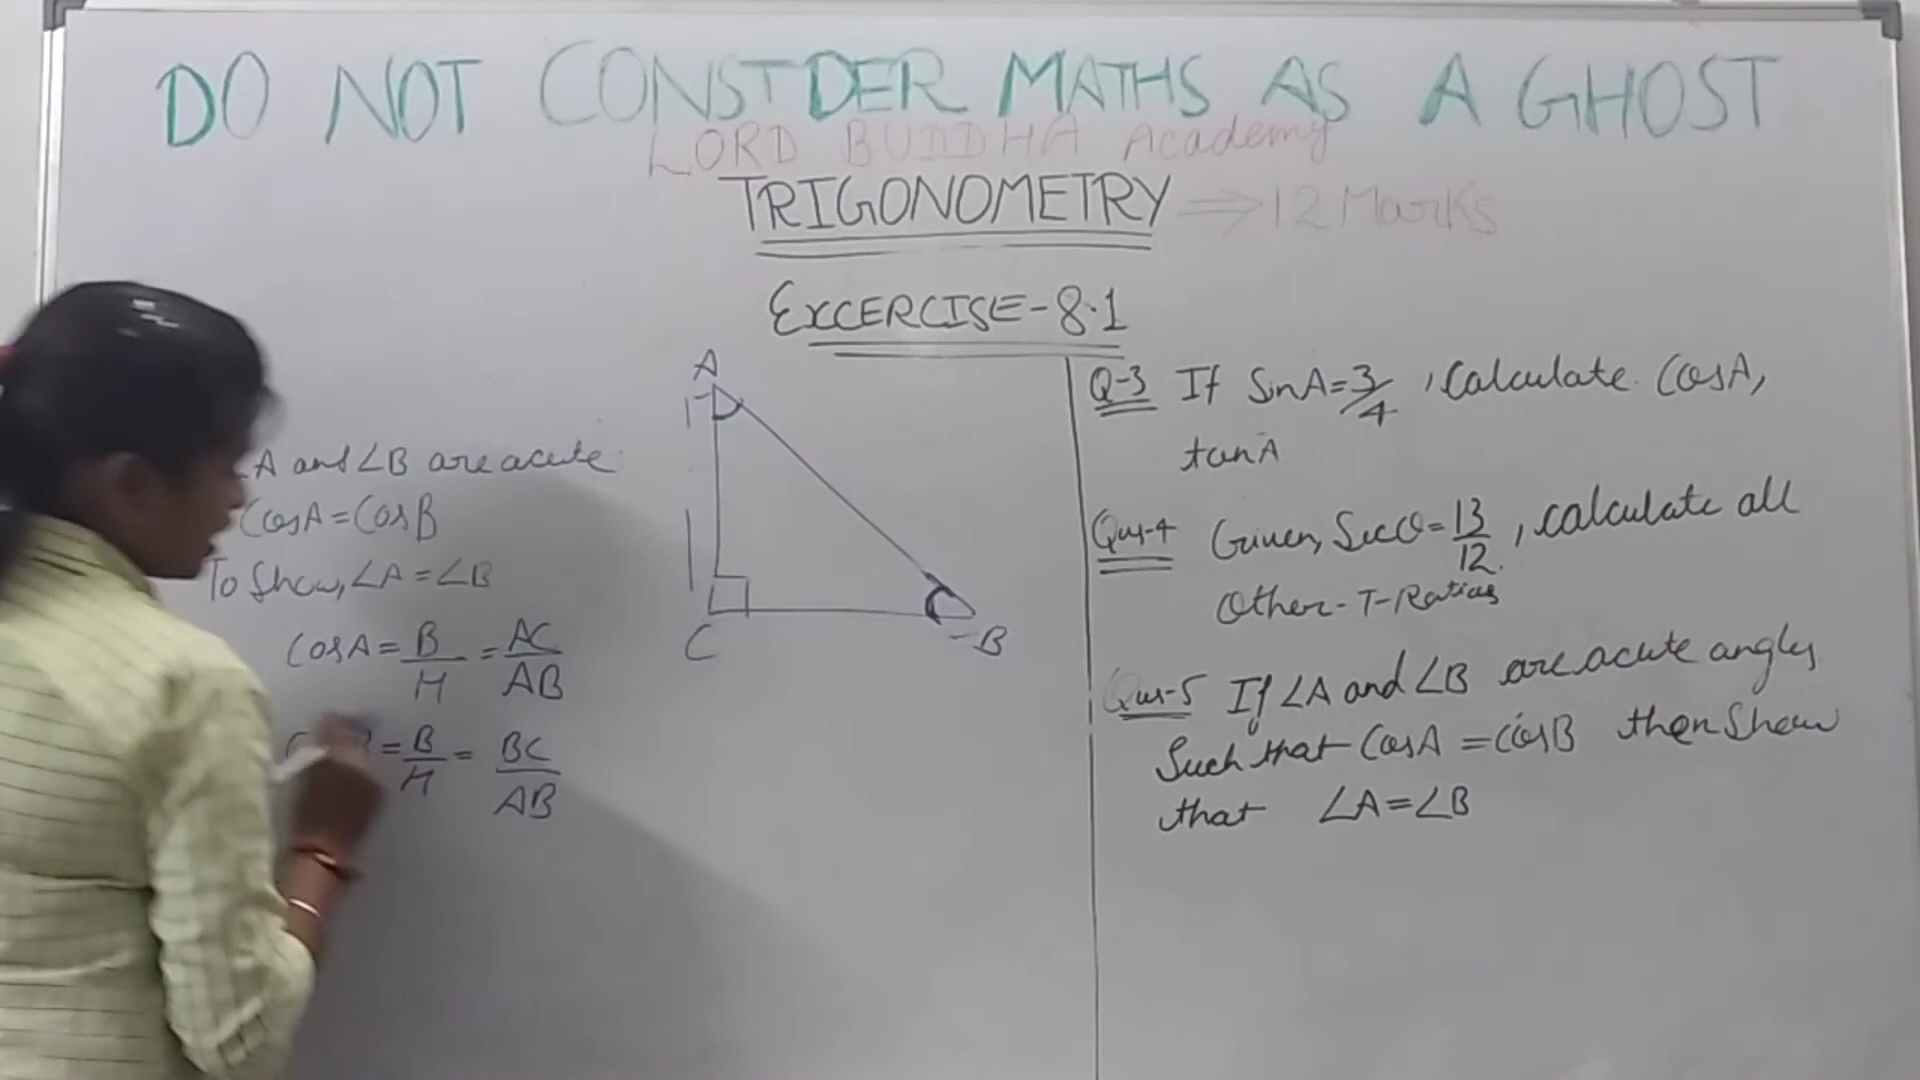 DO NOT CONSIDER MATHS AS A GHOST
LORD BUDDHA Academy
TRIGONOMETRY ⇒ 12 Marks
EXCERCISE-8.1
∠A and ∠B are acute
CosA = CosB
To Show, ∠A = ∠B
CosA = B/H = AC/AB
= B/H = BC/AB
A
C
B
Q-3 If SinA = 3/4, Calculate CosA,
tanA
Qus-4 Given, Secθ = 13/12, calculate all
Other-T-Ratios
Qus-5 If ∠A and ∠B are acute angles
Such that CosA = CosB then Show
that ∠A = ∠B